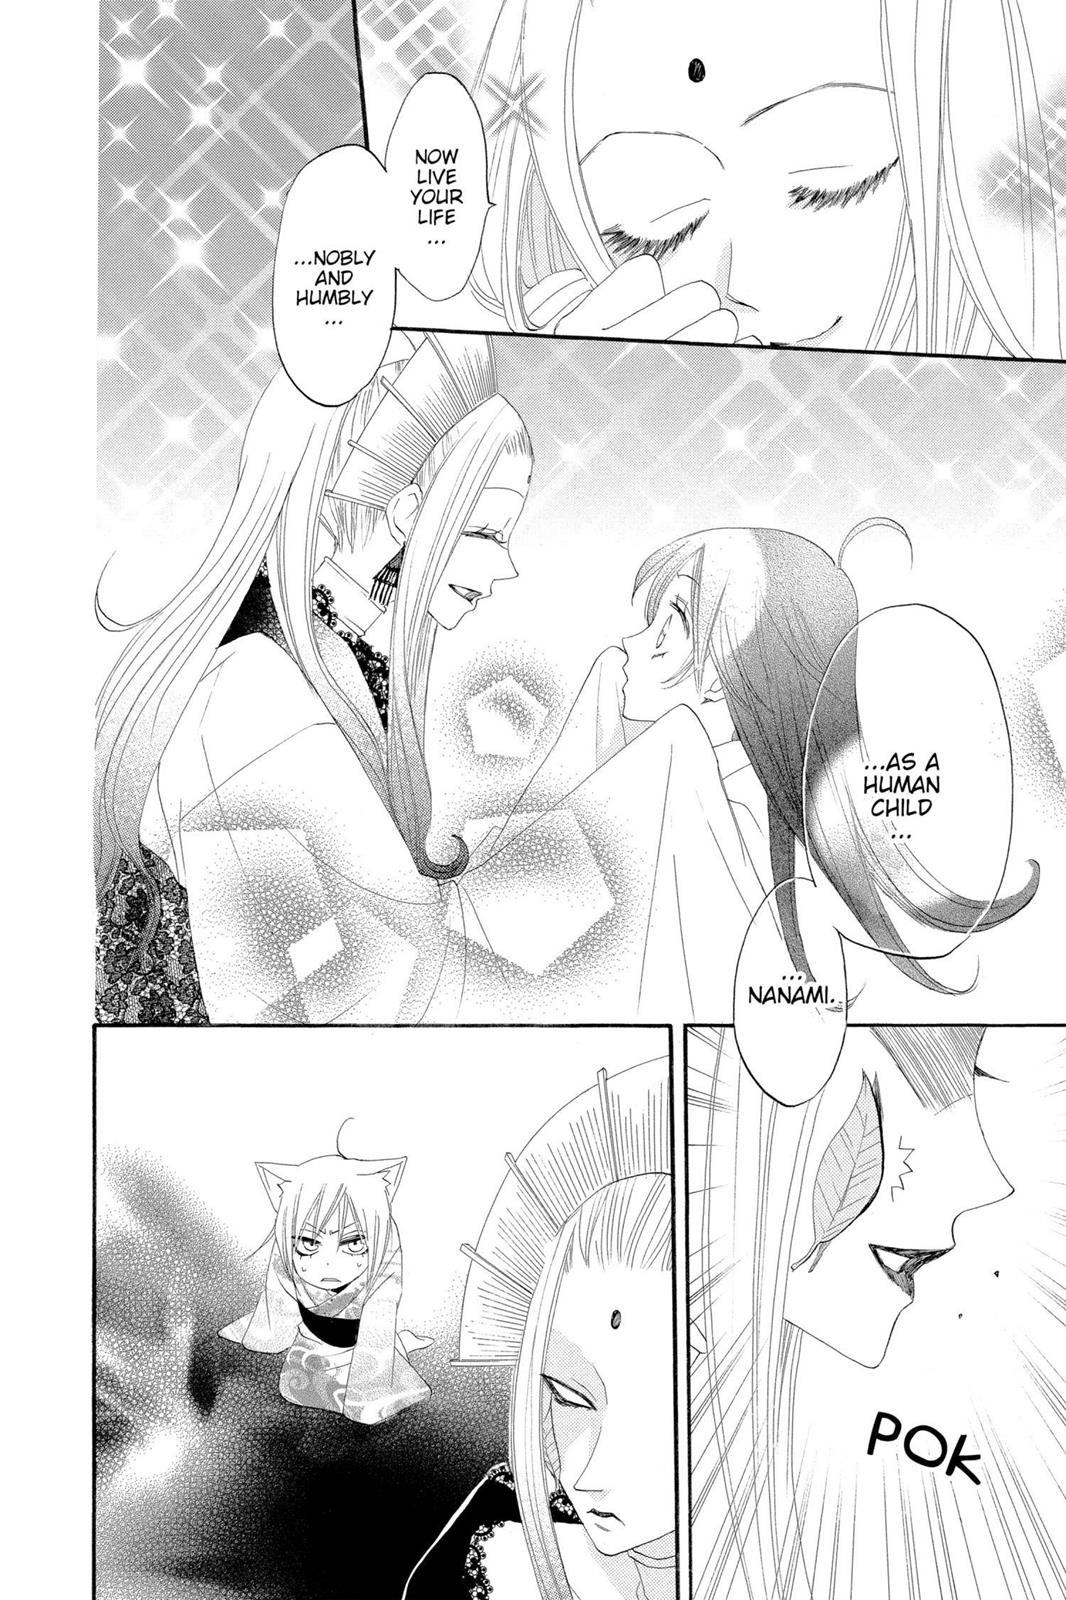 NOW
LIVE
YOUR
LIFE
...
...NOBLY
AND
HUMBLY
...
...AS A
HUMAN
CHILD
...
...
NANAMI.
POK